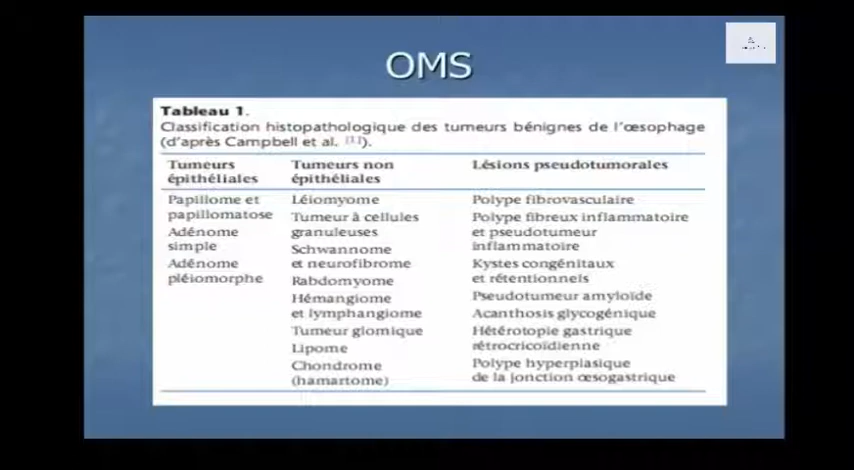 OMS
Tableau 1.
Classification histopathologique des tumeurs bénignes de l'œsophage
(d'après Campbell et al. [1]).
Tumeurs
épithéliales
Papillome et
papillomatose
Adénome
simple
Adénome
pléiomorphe
Tumeurs non
épithéliales
Léiomyome
Tumeur à cellules
granuleuses
Schwannome
et neurofibrome
Rabdomyome
Hémangiome
et lymphangiome
Tumeur glomique
Lipome
Chondrome
(hamartome)
Lésions pseudotumorales
Polype fibrovasculaire
Polype fibreux inflammatoire
et pseudotumeur
inflammatoire
Kystes congénitaux
et rétentionnels
Pseudotumeur amyloïde
Acanthosis glycogénique
Hétérotopie gastrique
rétrocricoïdienne
Polype hyperplasique
de la jonction œsogastrique